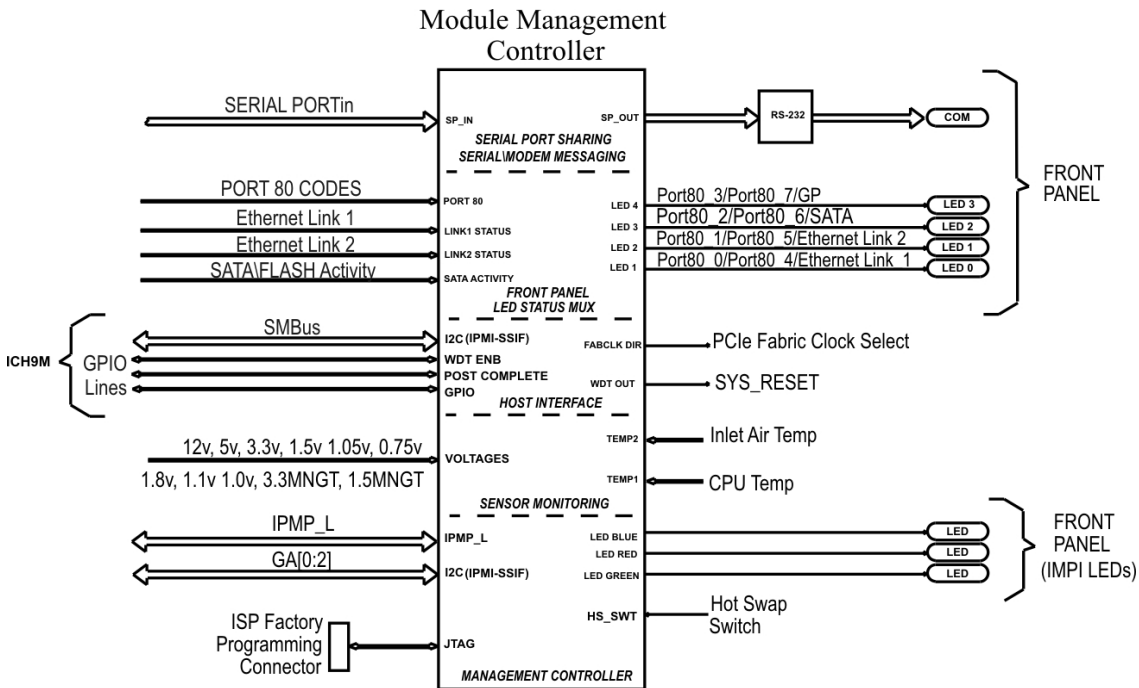 Module Management
Controller
SERIAL PORTin
SP_IN
SP_OUT
RS-232
COM
SERIAL PORT SHARING
SERIAL\MODEM MESSAGING
FRONT
PANEL
PORT 80 CODES
PORT 80
Ethernet Link 1
LINK1 STATUS
Ethernet Link 2
LINK2 STATUS
SATA\FLASH Activity
SATA ACTIVITY
LED 4
Port80_3/Port80_7/GP
LED 3
LED 3
Port80_2/Port80_6/SATA
LED 2
LED 2
Port80_1/Port80_5/Ethernet Link 2
LED 1
LED 1
Port80_0/Port80_4/Ethernet Link_1
LED 0
FRONT PANEL
LED STATUS MUX
ICH9M
SMBus
I2C (IPMI-SSIF)
GPIO
Lines
WDT ENB
POST COMPLETE
GPIO
FABCLK DIR
PCIe Fabric Clock Select
WDT OUT
SYS_RESET
HOST INTERFACE
12v, 5v, 3.3v, 1.5v 1.05v, 0.75v
VOLTAGES
1.8v, 1.1v 1.0v, 3.3MNGT, 1.5MNGT
TEMP2
Inlet Air Temp
TEMP1
CPU Temp
SENSOR MONITORING
IPMP_L
IPMP_L
GA[0:2]
I2C (IPMI-SSIF)
LED BLUE
LED
LED RED
LED
LED GREEN
LED
FRONT
PANEL
(IMPI LEDs)
HS_SWT
Hot Swap
Switch
ISP Factory
Programming
Connector
JTAG
MANAGEMENT CONTROLLER